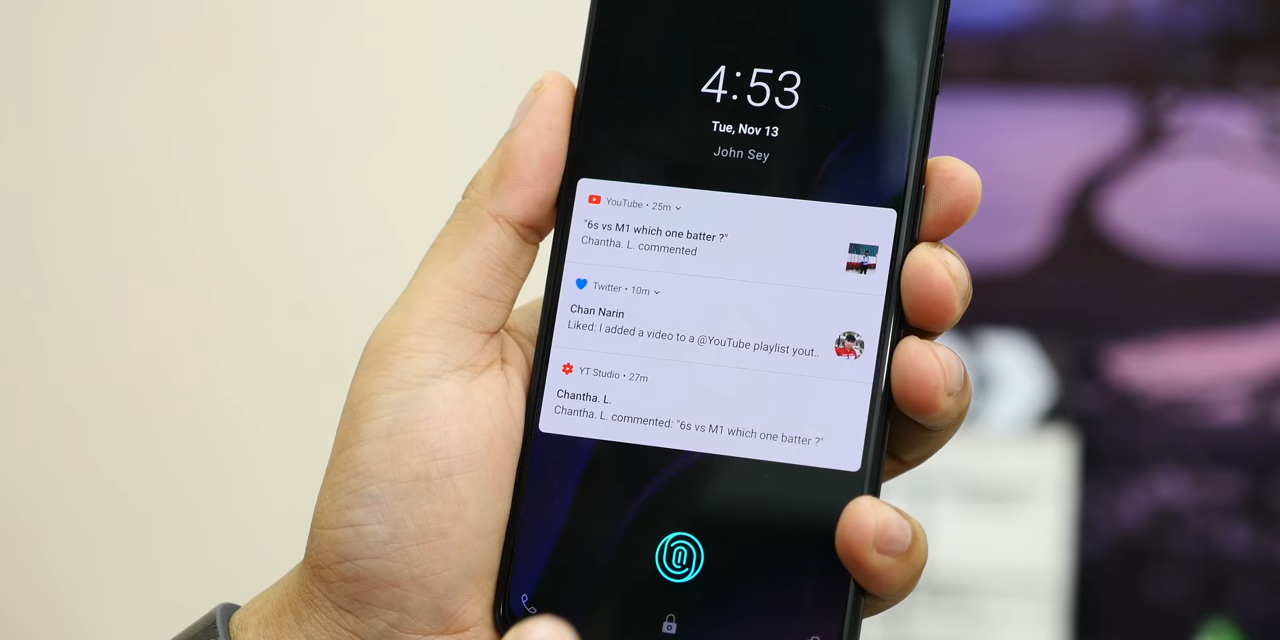 4:53
Tue, Nov 13
John Sey
YouTube • 25m
"6s vs M1 which one batter ?"
Chantha. L. commented
Twitter • 10m
Chan Narin
Liked: I added a video to a @YouTube playlist yout..
YT Studio • 27m
Chantha. L.
Chantha. L. commented: "6s vs M1 which one batter ?"